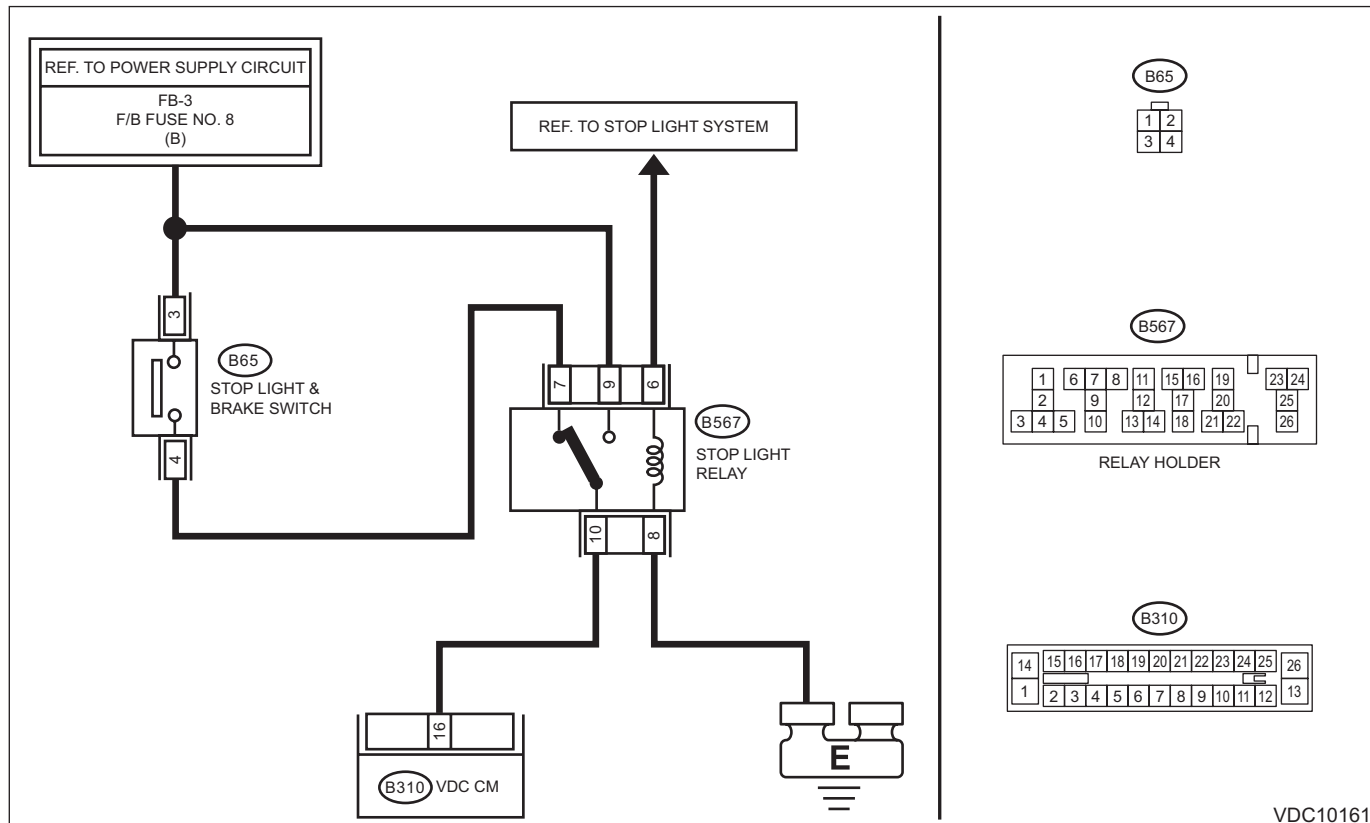 REF. TO POWER SUPPLY CIRCUIT
FB-3
F/B FUSE NO. 8
(B)
REF. TO STOP LIGHT SYSTEM
3
B65
STOP LIGHT &
BRAKE SWITCH
4
7 9 6
B567
STOP LIGHT
RELAY
10 8
16
B310 VDC CM
E
B65
1 2
3 4
B567
1 6 7 8 11 15 16 19 23 24
2 9 12 17 20 25
3 4 5 10 13 14 18 21 22 26
RELAY HOLDER
B310
14 15 16 17 18 19 20 21 22 23 24 25 26
1 2 3 4 5 6 7 8 9 10 11 12 13
VDC10161